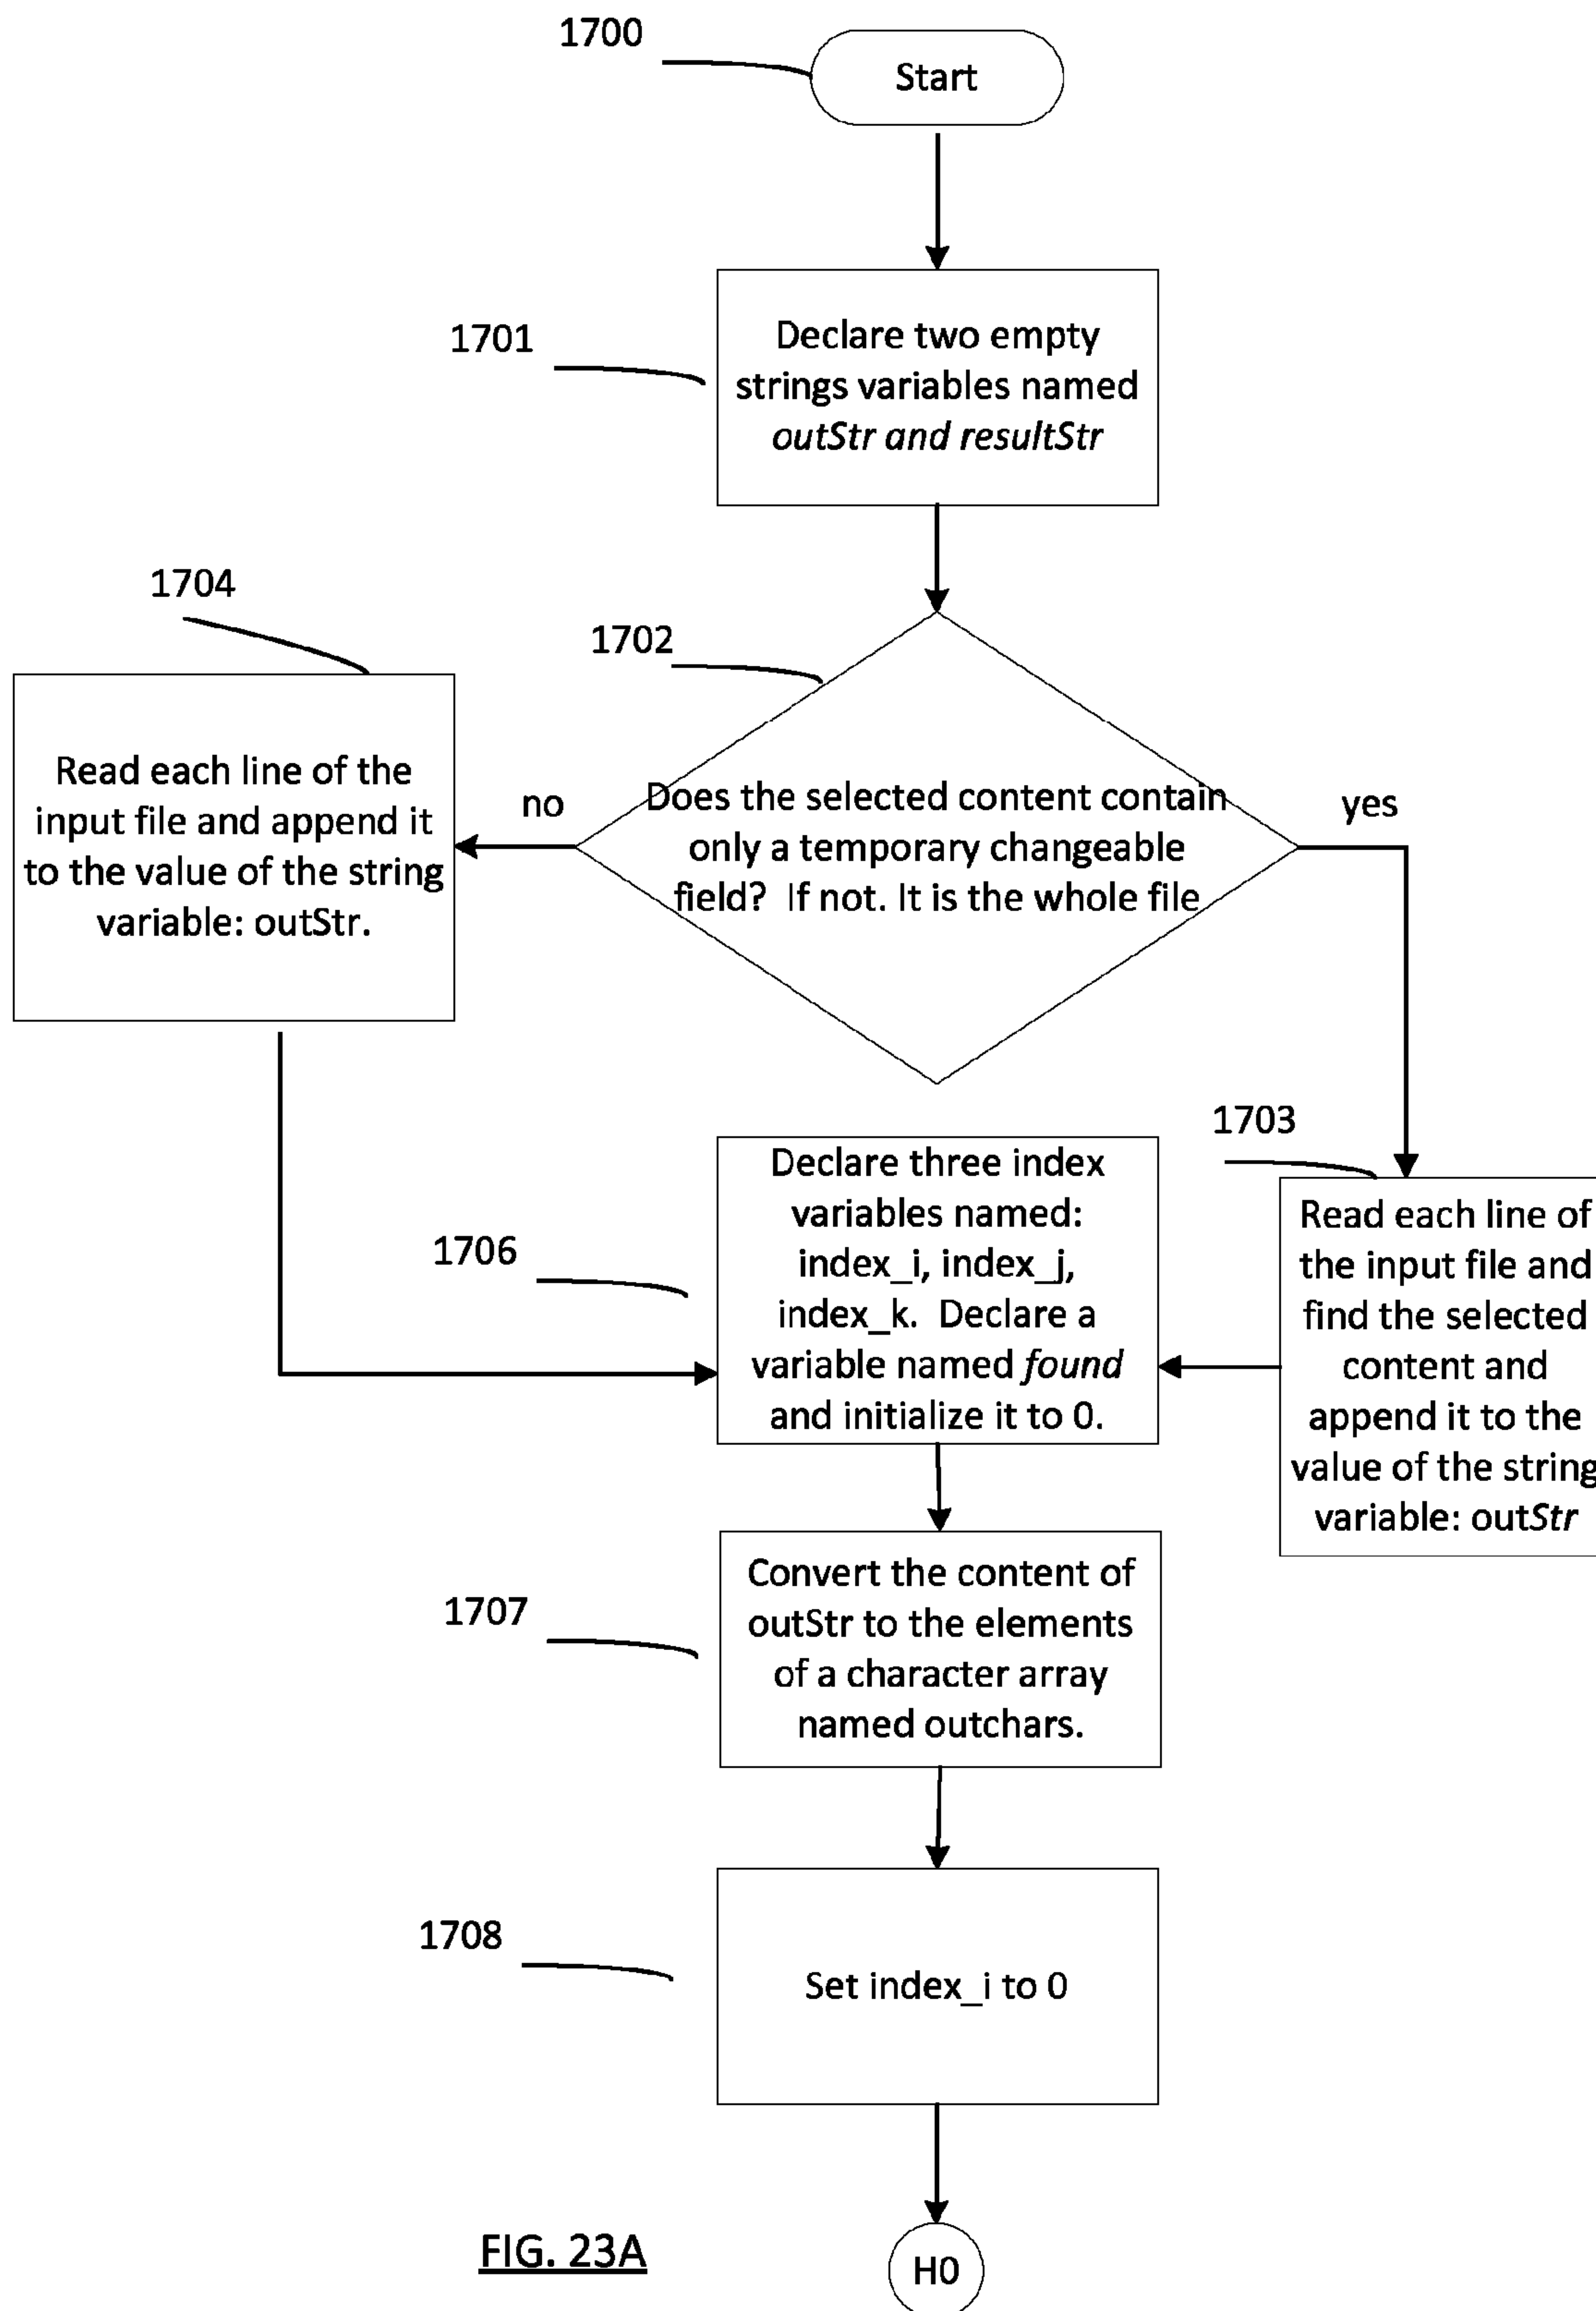 1700
Start
1701
Declare two empty
strings variables named
outStr and resultStr
1704
1702
Read each line of the
input file and append it
to the value of the string
variable: outStr.
no
Does the selected content contain
only a temporary changeable
field? If not. It is the whole file
yes
1703
Declare three index
variables named:
index_i, index_j,
index_k. Declare a
variable named found
and initialize it to 0.
1706
Read each line of
the input file and
find the selected
content and
append it to the
value of the string
variable: outStr
1707
Convert the content of
outStr to the elements
of a character array
named outchars.
1708
Set index_i to 0
FIG. 23A
H0